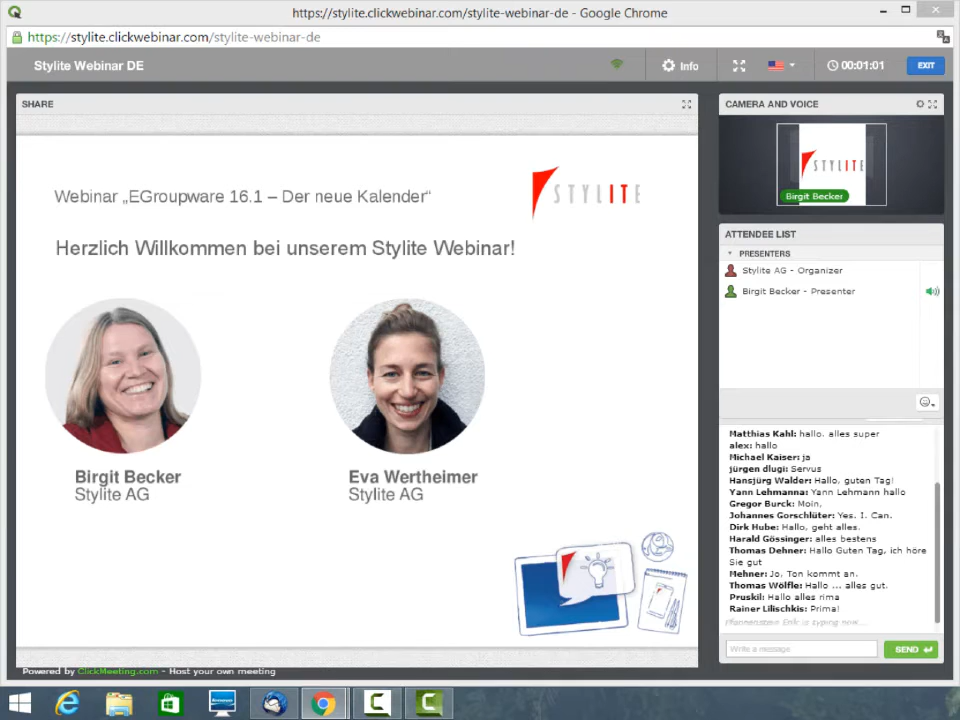 https://stylite.clickwebinar.com/stylite-webinar-de - Google Chrome
https://stylite.clickwebinar.com/stylite-webinar-de
Stylite Webinar DE
Info
00:01:01
EXIT
SHARE
Webinar „EGroupware 16.1 – Der neue Kalender“
STYLITE
Herzlich Willkommen bei unserem Stylite Webinar!
Birgit Becker
Stylite AG
Eva Wertheimer
Stylite AG
Powered by ClickMeeting.com - Host your own meeting
CAMERA AND VOICE
STYLITE
Birgit Becker
ATTENDEE LIST
PRESENTERS
Stylite AG - Organizer
Birgit Becker - Presenter
Matthias Kahl: hallo. alles super
alex: hallo
Michael Kaiser: ja
jürgen dlugi: Servus
Hansjürg Walder: Hallo, guten Tag!
Yann Lehmanna: Yann Lehmann hallo
Gregor Burck: Moin,
Johannes Gorschlüter: Yes. I. Can.
Dirk Hube: Hallo, geht alles.
Harald Gössinger: alles bestens
Thomas Dehner: Hallo Guten Tag, ich höre
Sie gut
Mehner: Jo, Ton kommt an.
Thomas Wölfle: Hallo ... alles gut.
Pruskil: Hallo alles rima
Rainer Lilischkis: Prima!
Pfannenstein Erik is typing now...
Write a message
SEND